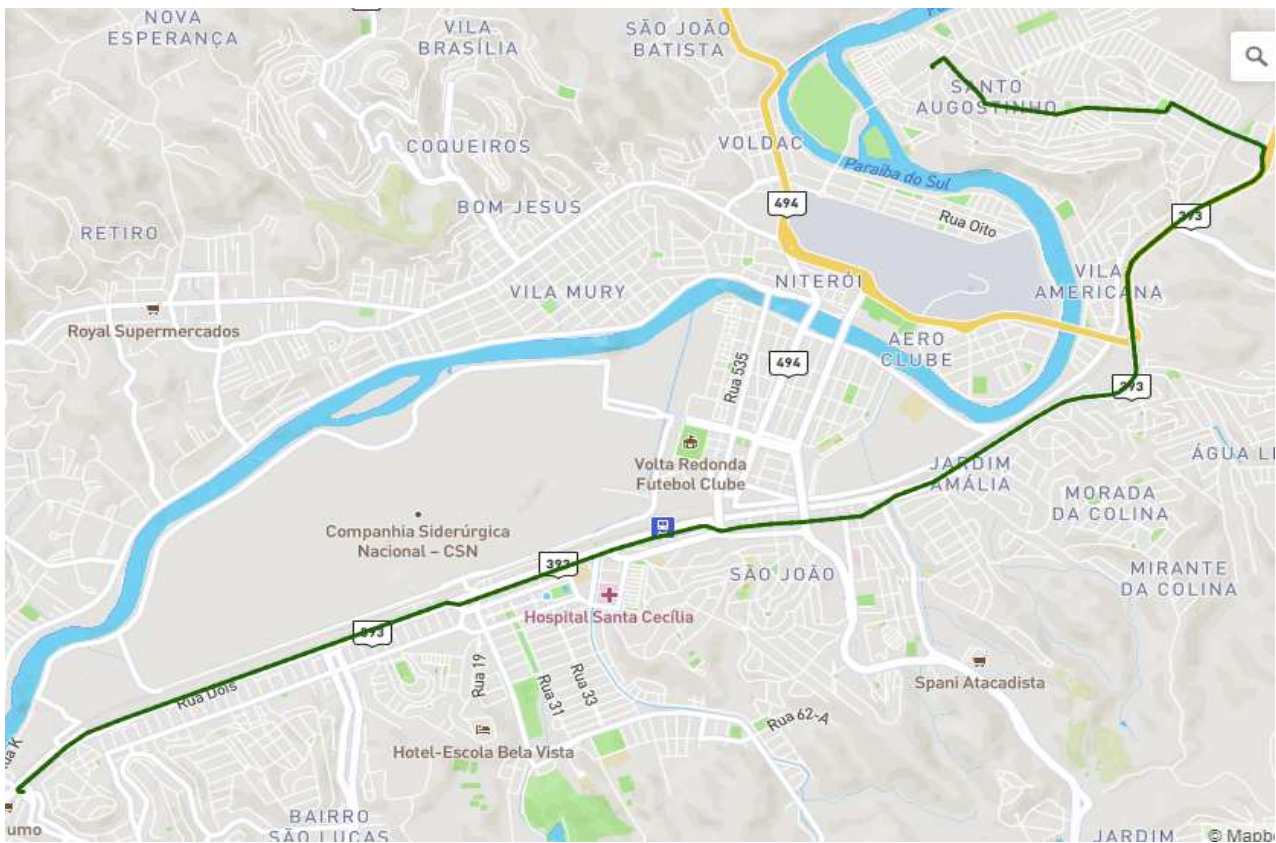 NOVA
ESPERANÇA
VILA
BRASÍLIA
SÃO JOÃO
BATISTA
SANTO
AUGOSTINHO
COQUEIROS
VOLDAC
Paraíba do Sul
BOM JESUS
494
Rua Oito
393
RETIRO
VILA MURY
NITERÓI
VILA
AMERICANA
Royal Supermercados
AERO
CLUBE
494
Rua 535
393
Volta Redonda
Futebol Clube
JARDIM
AMÁLIA
ÁGUA
MORADA
DA COLINA
Companhia Siderúrgica
Nacional – CSN
393
SÃO JOÃO
MIRANTE
DA COLINA
Hospital Santa Cecília
393
Rua Dois
Rua 19
Rua 31
Rua 33
Spani Atacadista
Rua 62-A
Hotel-Escola Bela Vista
K
umo
BAIRRO
SÃO LUCAS
JARDIM
© Mapb